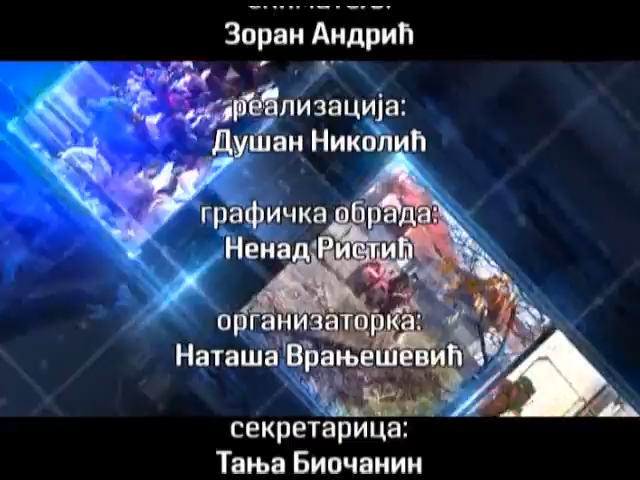 Зоран Андрић
реализација:
Душан Николић
графичка обрада:
Ненад Ристић
организаторка:
Наташа Врањешевић
секретарица:
Тања Биочанин